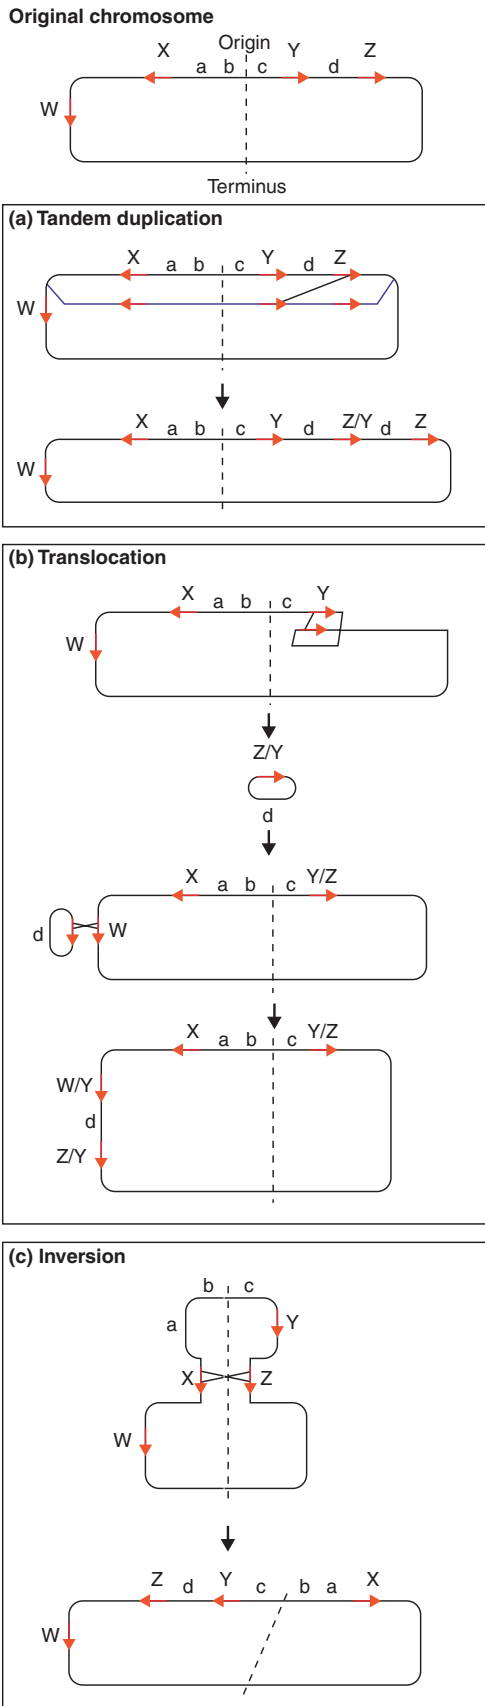 Original chromosome
Origin
X a b c Y d Z
W
Terminus
(a) Tandem duplication
X a b c Y d Z
W
X a b c Y d Z/Y d Z
W
(b) Translocation
X a b c Y
W
Z/Y
d
X a b c Y/Z
d W
X a b c Y/Z
W/Y
d
Z/Y
(c) Inversion
b c
a Y
X Z
W
Z d Y c b a X
W